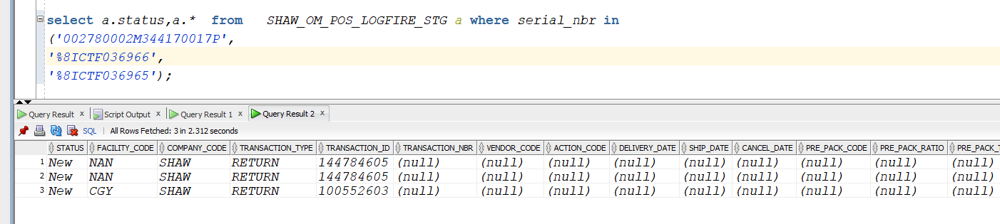 select a.status,a.* from SHAW_OM_POS_LOGFIRE_STG a where serial_nbr in
('002780002M344170017P',
'%8ICTF036966',
'%8ICTF036965');
Query Result x Script Output x Query Result 1 x Query Result 2 x
SQL | All Rows Fetched: 3 in 2.312 seconds
STATUS FACILITY_CODE COMPANY_CODE TRANSACTION_TYPE TRANSACTION_ID TRANSACTION_NBR VENDOR_CODE ACTION_CODE DELIVERY_DATE SHIP_DATE CANCEL_DATE PRE_PACK_CODE PRE_PACK_RATIO PRE_PACK_T
1 New NAN SHAW RETURN 144784605 (null) (null) (null) (null) (null) (null) (null) (null) (null)
2 New NAN SHAW RETURN 144784605 (null) (null) (null) (null) (null) (null) (null) (null) (null)
3 New CGY SHAW RETURN 100552603 (null) (null) (null) (null) (null) (null) (null) (null) (null)